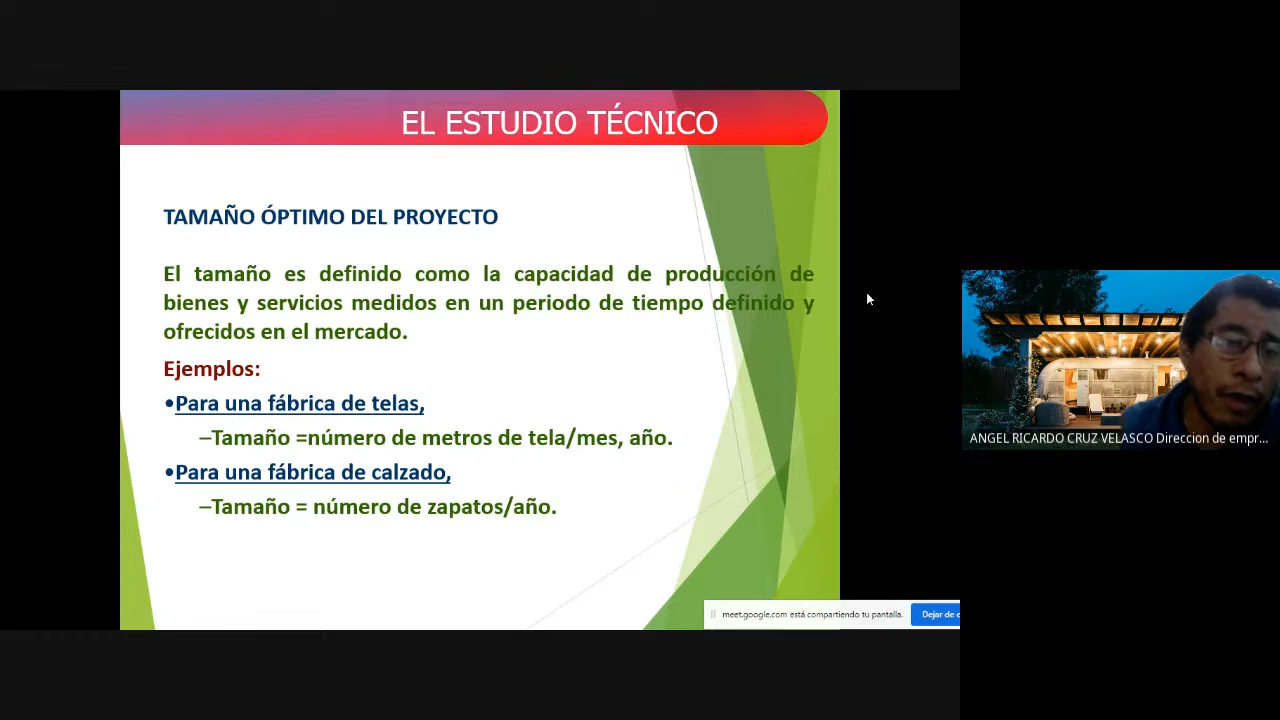 EL ESTUDIO TÉCNICO
TAMAÑO ÓPTIMO DEL PROYECTO
El tamaño es definido como la capacidad de producción de
bienes y servicios medidos en un periodo de tiempo definido y
ofrecidos en el mercado.
Ejemplos:
•Para una fábrica de telas,
–Tamaño =número de metros de tela/mes, año.
•Para una fábrica de calzado,
–Tamaño = número de zapatos/año.
meet.google.com está compartiendo tu pantalla.
Dejar de c
ANGEL RICARDO CRUZ VELASCO Direccion de empr...